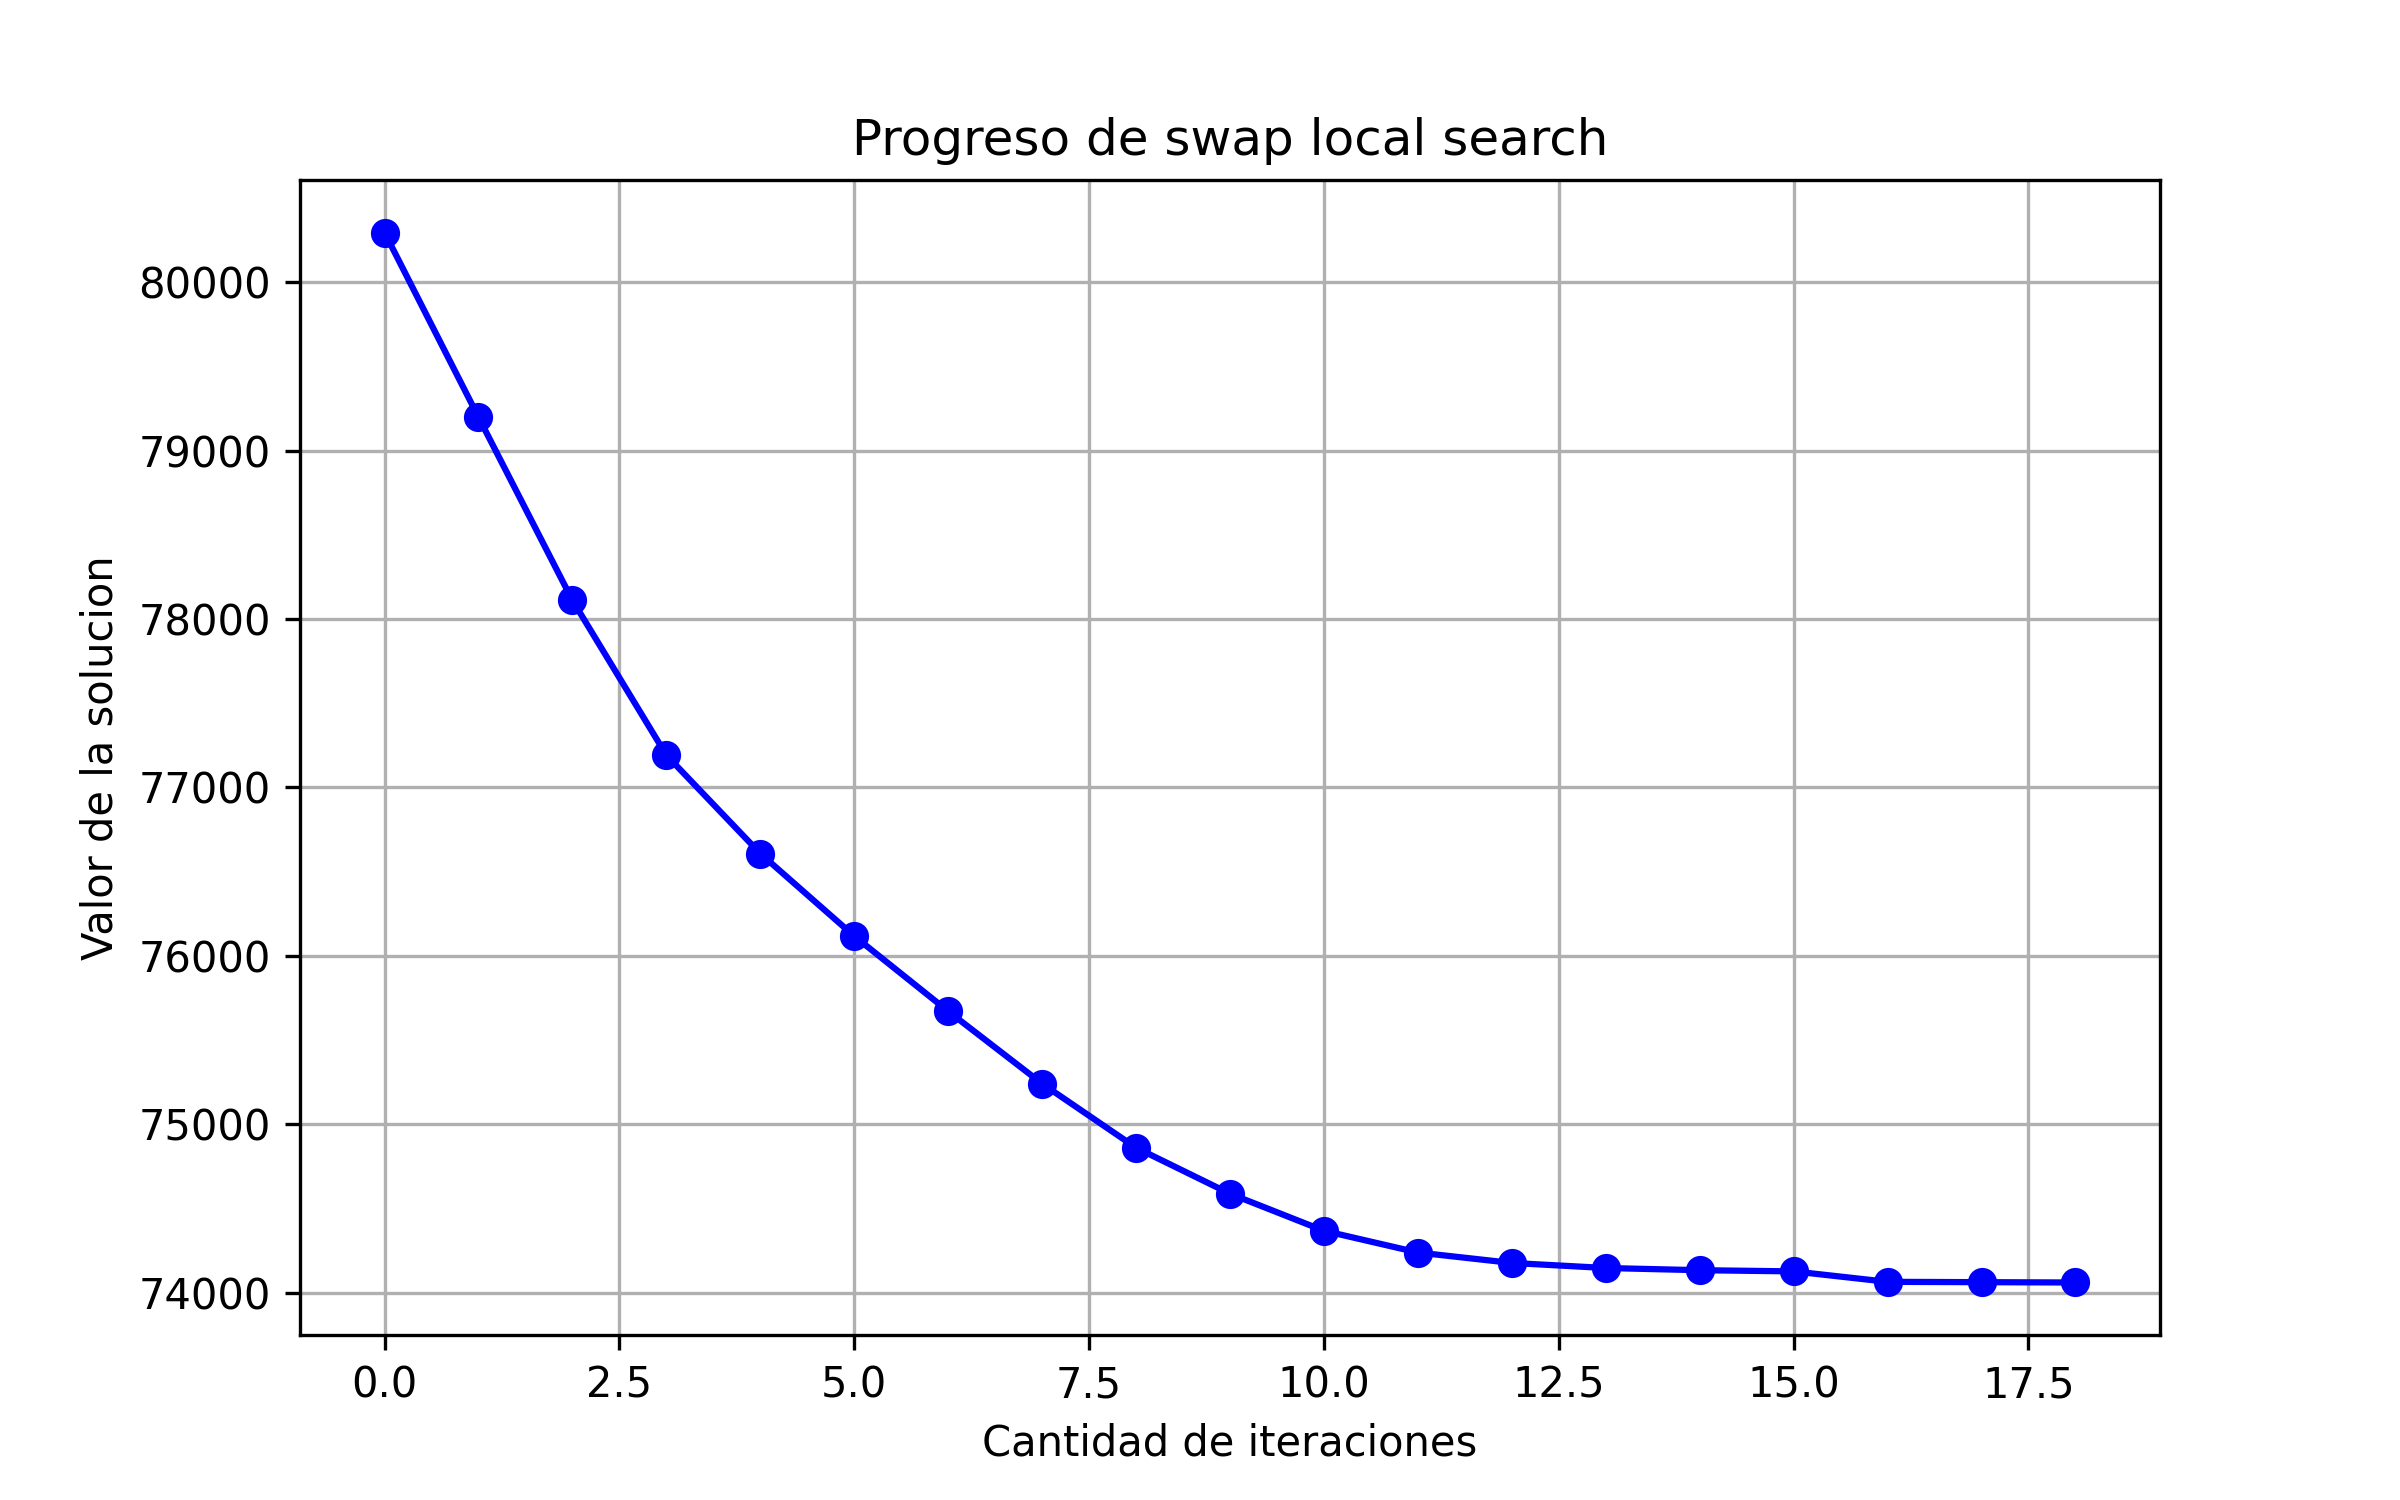 Progreso de swap local search
Valor de la solucion
80000
79000
78000
77000
76000
75000
74000
0.0 2.5 5.0 7.5 10.0 12.5 15.0 17.5
Cantidad de iteraciones